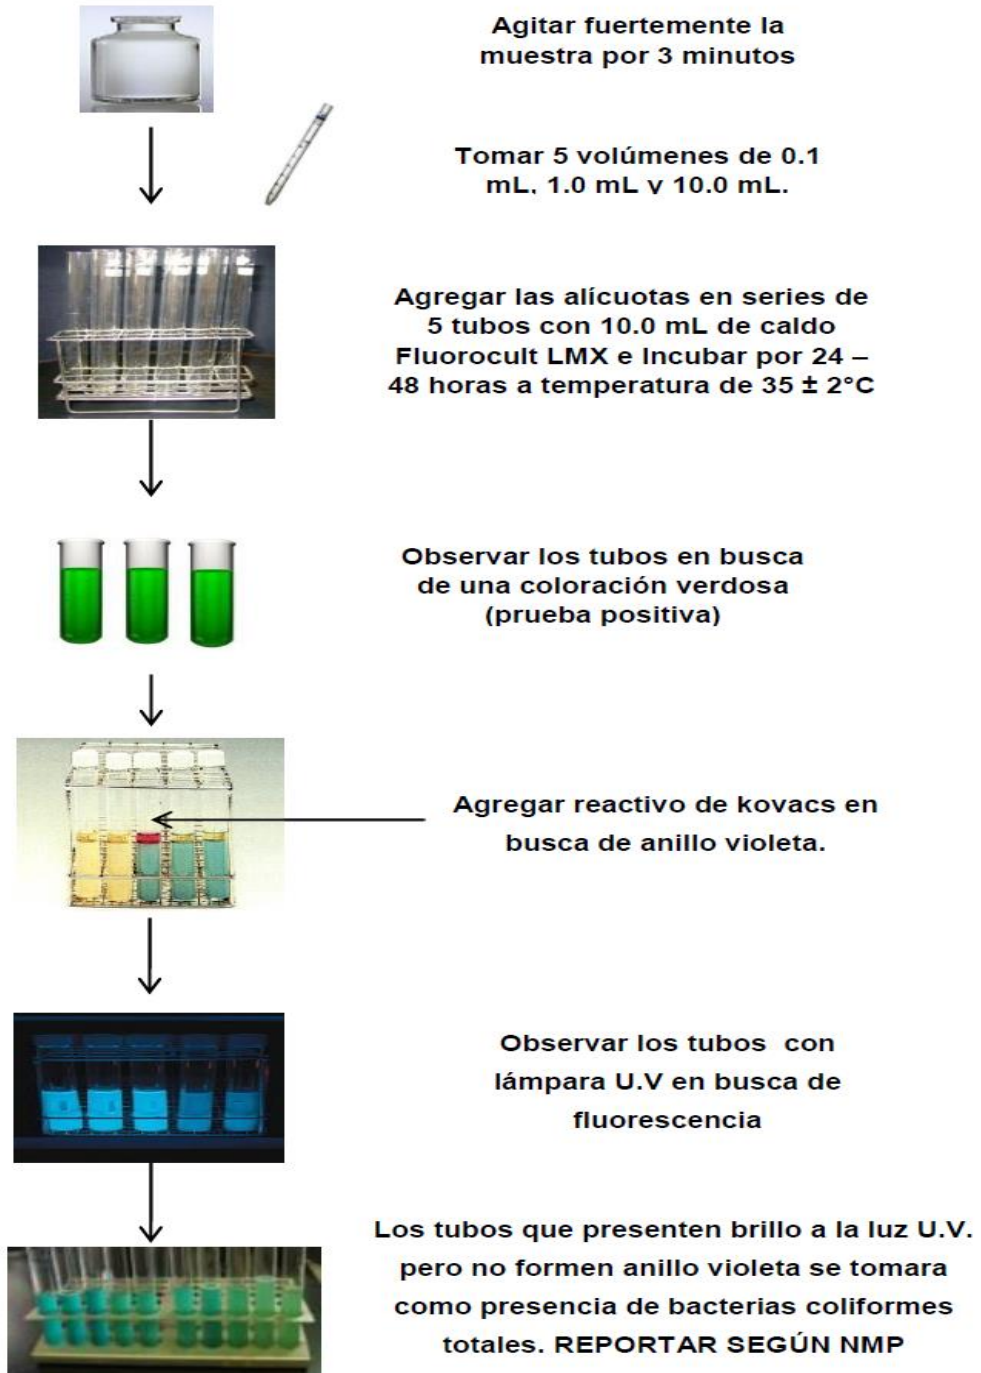 Agitar fuertemente la
muestra por 3 minutos
Tomar 5 volúmenes de 0.1
mL, 1.0 mL y 10.0 mL.
Agregar las alícuotas en series de
5 tubos con 10.0 mL de caldo
Fluorocult LMX e Incubar por 24 –
48 horas a temperatura de 35 ± 2°C
Observar los tubos en busca
de una coloración verdosa
(prueba positiva)
Agregar reactivo de kovacs en
busca de anillo violeta.
Observar los tubos con
lámpara U.V en busca de
fluorescencia
Los tubos que presenten brillo a la luz U.V.
pero no formen anillo violeta se tomara
como presencia de bacterias coliformes
totales. REPORTAR SEGÚN NMP